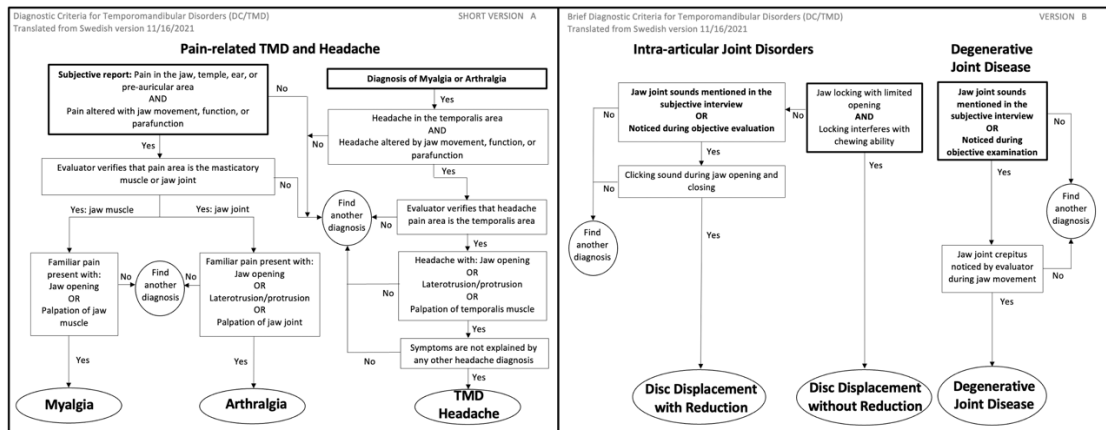 Diagnostic Criteria for Temporomandibular Disorders (DC/TMD)
SHORT VERSION A
Translated from Swedish version 11/16/2021
Pain-related TMD and Headache
Subjective report: Pain in the jaw, temple, ear, or
pre-auricular area
AND
Pain altered with jaw movement, function, or
parafunction
No
Yes
Evaluator verifies that pain area is the masticatory
muscle or jaw joint
No
Yes: jaw muscle
Yes: jaw joint
Familiar pain
present with:
Jaw opening
OR
Palpation of jaw
muscle
No
Find
another
diagnosis
No
Familiar pain present with:
Jaw opening
OR
Laterotrusion/protrusion
OR
Palpation of jaw joint
Yes
Yes
Myalgia
Arthralgia
Diagnosis of Myalgia or Arthralgia
Yes
Headache in the temporalis area
AND
Headache altered by jaw movement, function, or
parafunction
No
Yes
Find
another
diagnosis
No
Evaluator verifies that headache
pain area is the temporalis area
Yes
Headache with: Jaw opening
OR
Laterotrusion/protrusion
OR
Palpation of temporalis muscle
No
Yes
Symptoms are not explained by
any other headache diagnosis
No
Yes
TMD
Headache
Brief Diagnostic Criteria for Temporomandibular Disorders (DC/TMD)
VERSION B
Translated from Swedish version 11/16/2021
Intra-articular Joint Disorders
Jaw joint sounds mentioned in the
subjective interview
OR
Noticed during objective evaluation
No
No
Jaw locking with limited
opening
AND
Locking interferes with
chewing ability
Yes
Clicking sound during jaw opening and
closing
No
Find
another
diagnosis
Yes
Yes
Disc Displacement
with Reduction
Disc Displacement
without Reduction
Degenerative
Joint Disease
Jaw joint sounds
mentioned in the
subjective interview
OR
Noticed during
objective examination
No
Yes
Find
another
diagnosis
Jaw joint crepitus
noticed by evaluator
during jaw movement
No
Yes
Degenerative
Joint Disease